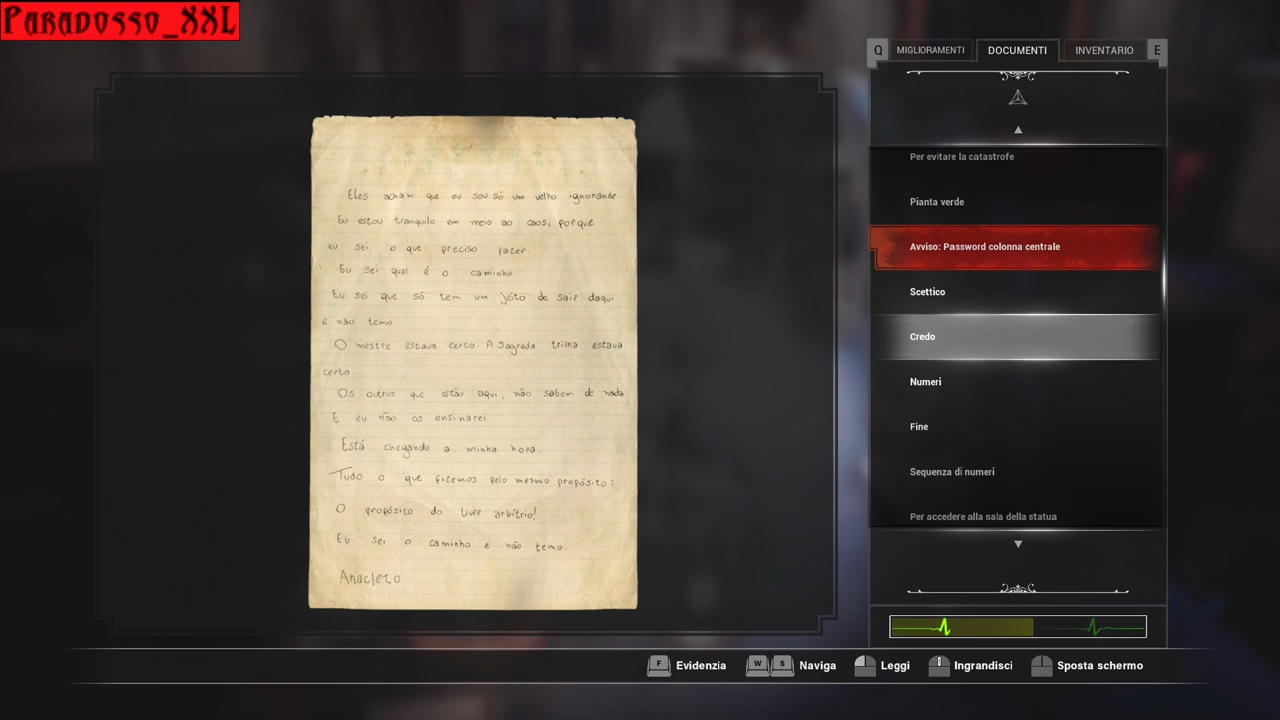 Paradosso_XXL
Q MIGLIORAMENTI DOCUMENTI INVENTARIO E
Eles acham que eu sou só um velho ignorante.
Eu estou tranquilo em meio ao caos, porque
eu sei o que preciso fazer.
Eu sei qual é o caminho.
Eu sei que só tem um jeito de sair daqui
e não temo
O mestre estava certo. A Sagrada trilha estava
certo.
Os outros que estão aqui, não sabem de nada
E eu não os ensinarei
Está chegando a minha hora.
Tudo o que fizemos pelo mesmo propósito:
O propósito do livre arbítrio!
Eu sei o caminho e não temo.
Anacleto
Per evitare la catastrofe
Pianta verde
Avviso: Password colonna centrale
Scettico
Credo
Numeri
Fine
Sequenza di numeri
Per accedere alla sala della statua
F Evidenzia W S Naviga Leggi Ingrandisci Sposta schermo